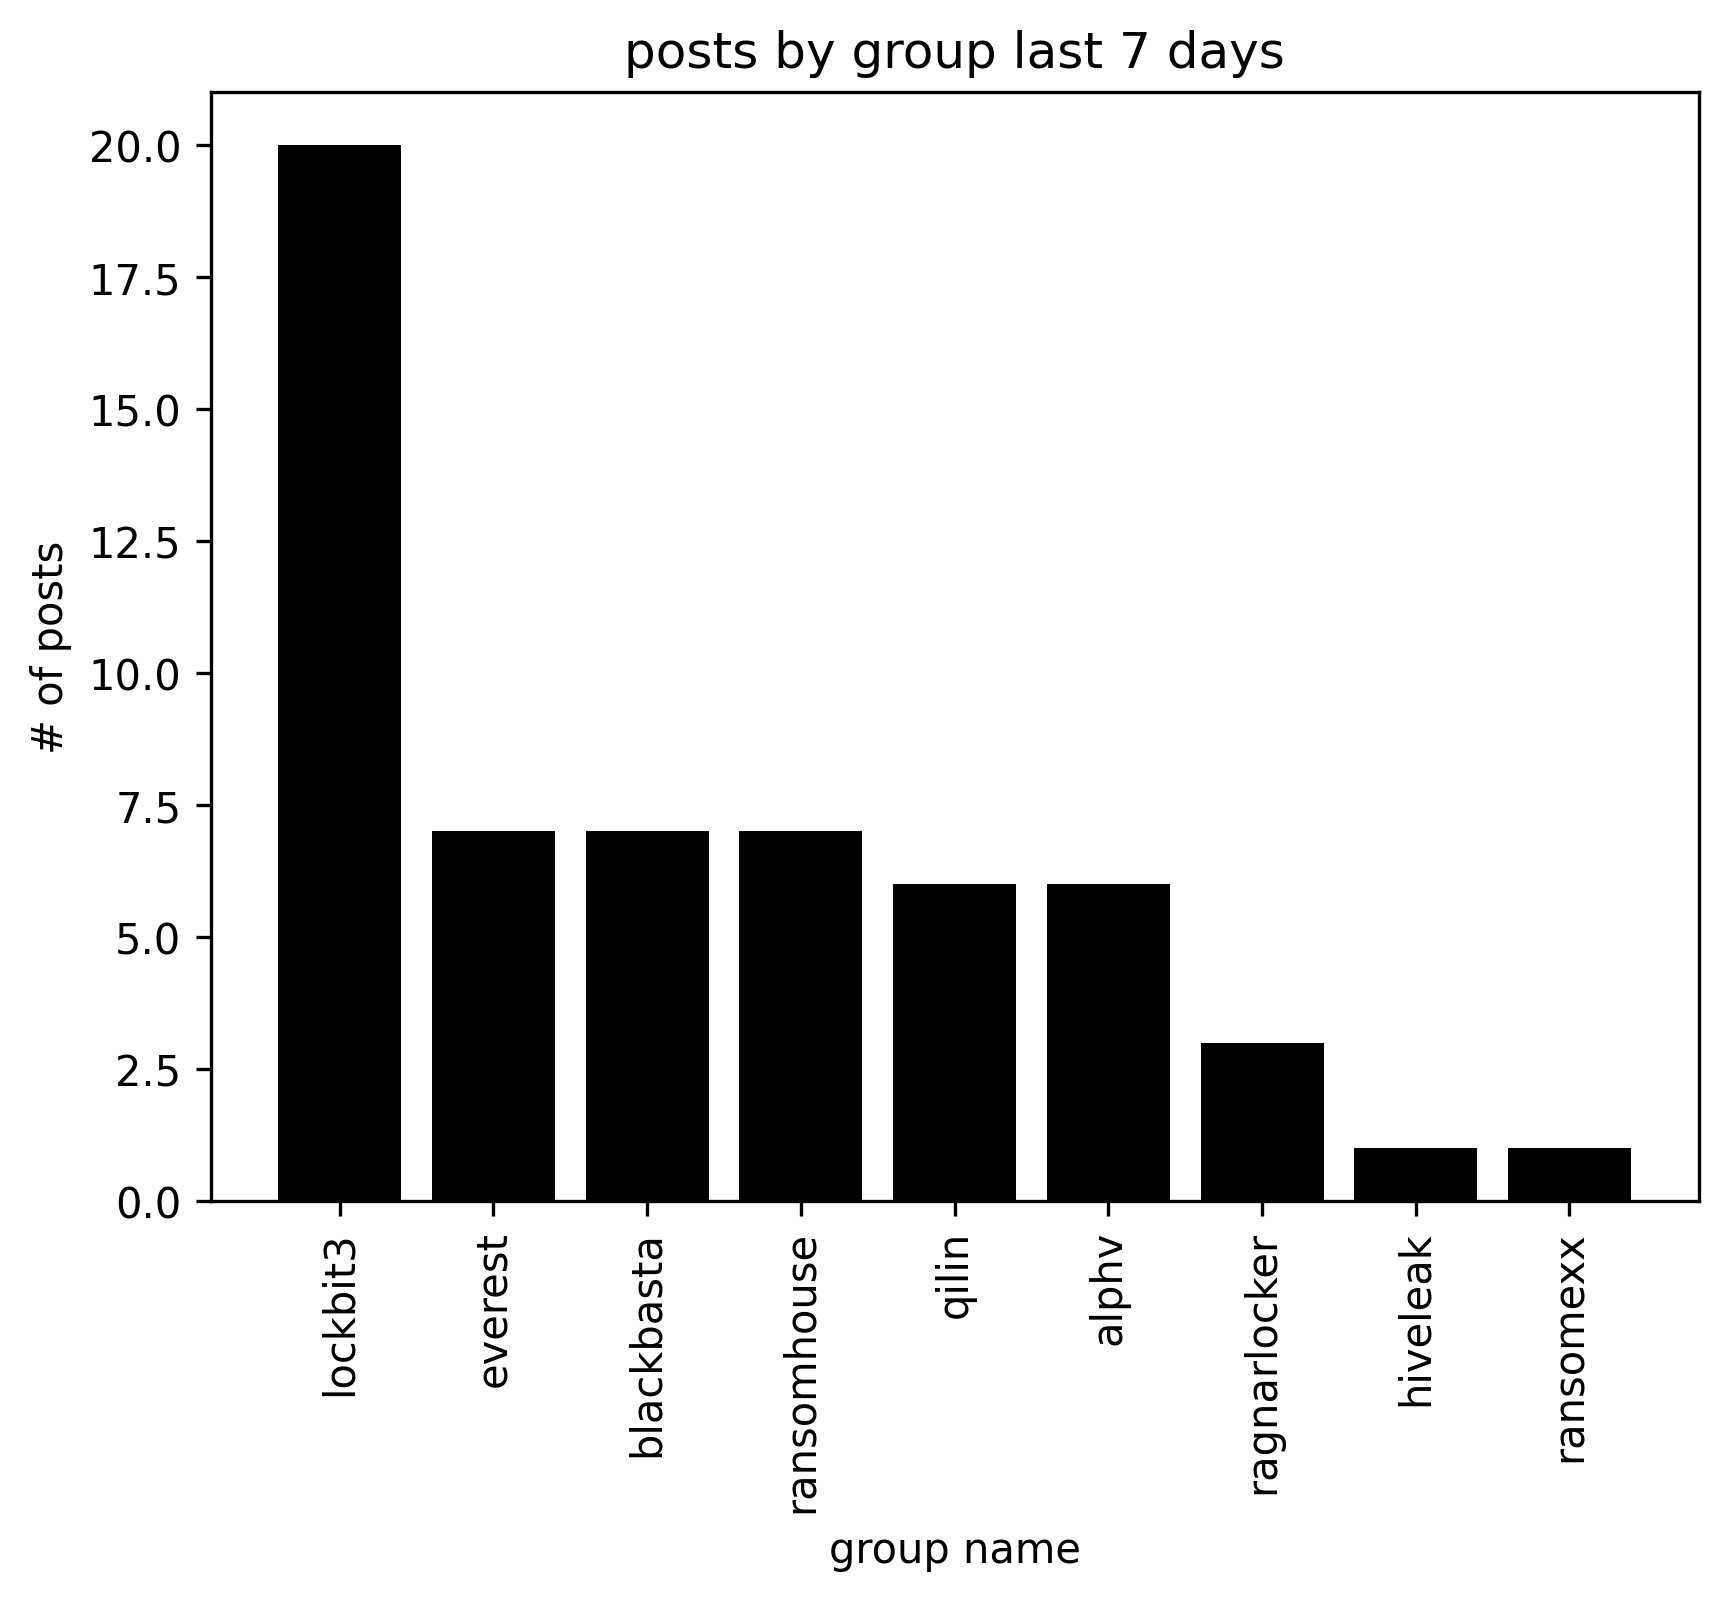 posts by group last 7 days
# of posts
20.0
17.5
15.0
12.5
10.0
7.5
5.0
2.5
0.0
lockbit3
everest
blackbasta
ransomhouse
qilin
alphv
ragnarlocker
hiveleak
ransomexx
group name